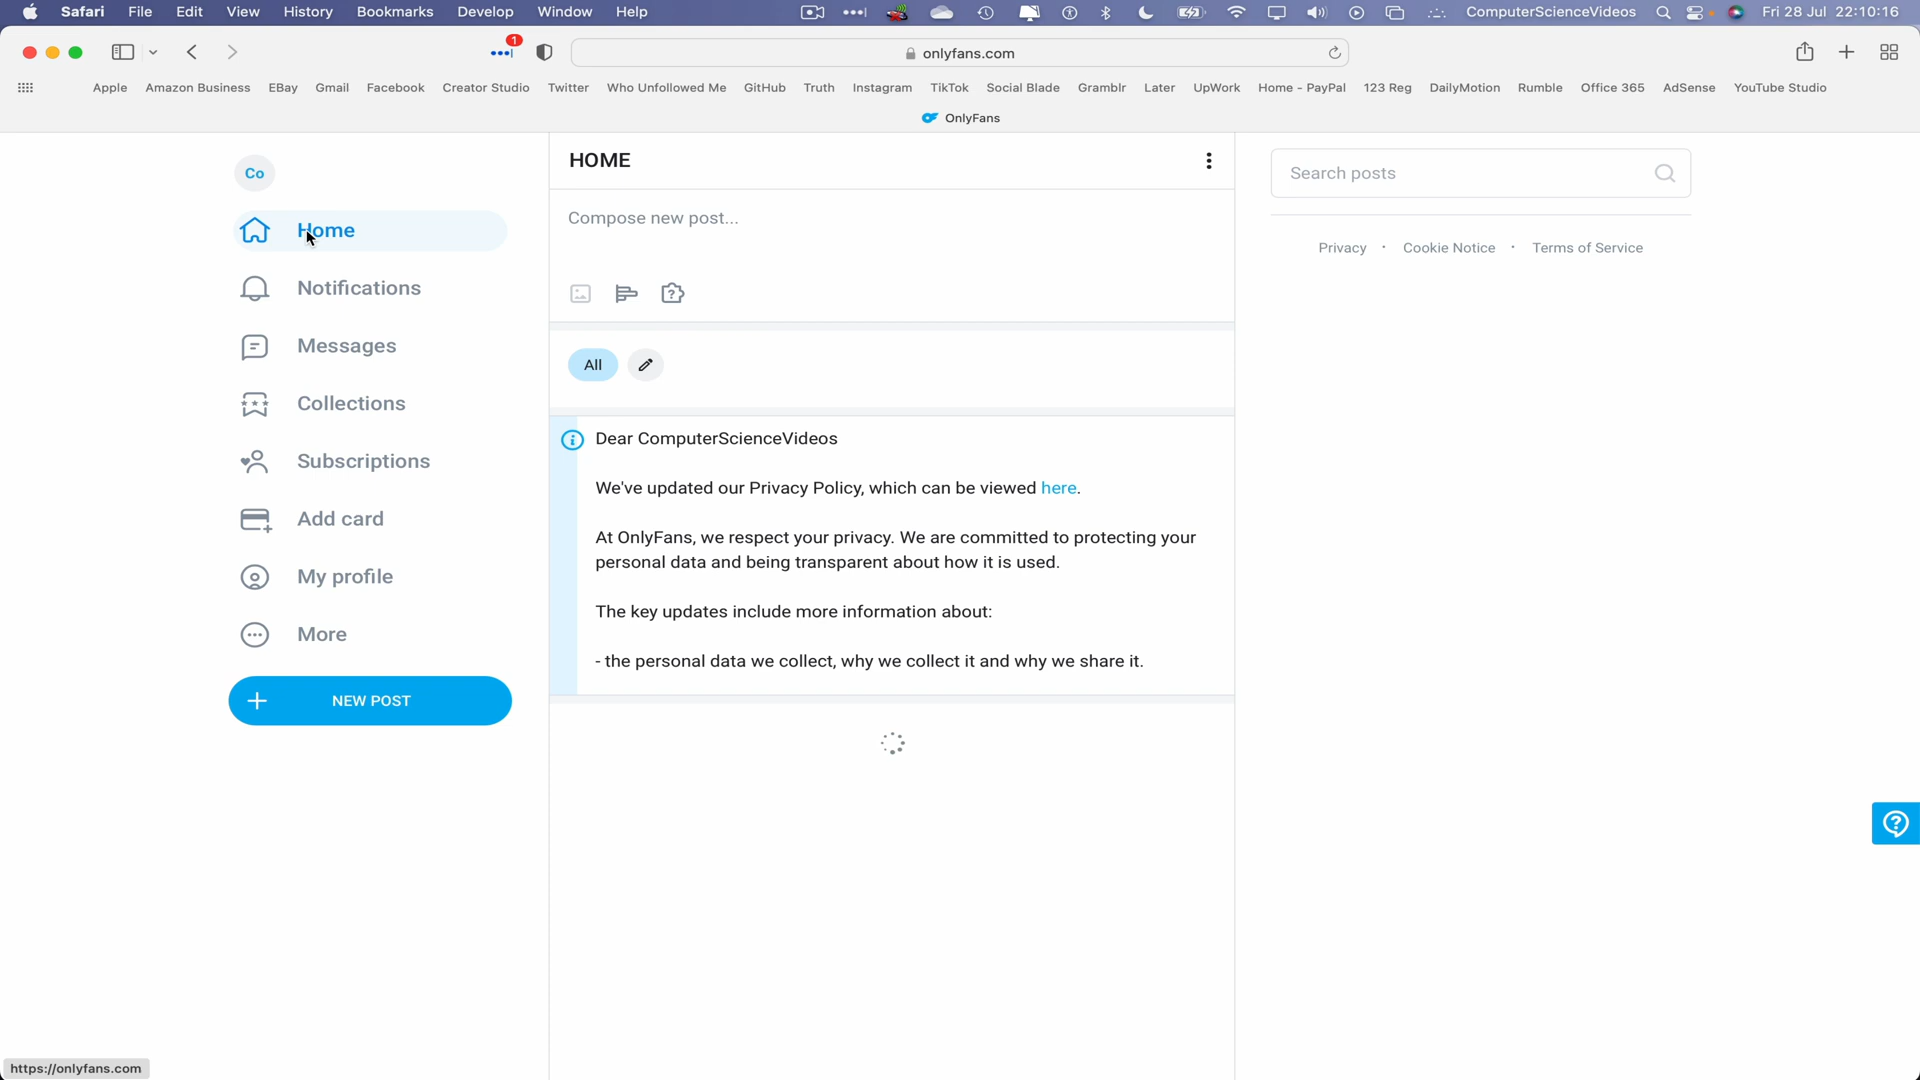 Safari File Edit View History Bookmarks Develop Window Help ComputerScienceVideos Fri 28 Jul 22:10:16
1
onlyfans.com
Apple Amazon Business EBay Gmail Facebook Creator Studio Twitter Who Unfollowed Me GitHub Truth Instagram TikTok Social Blade Gramblr Later UpWork Home - PayPal 123 Reg DailyMotion Rumble Office 365 AdSense YouTube Studio
OnlyFans
Co
Home
Notifications
Messages
Collections
Subscriptions
Add card
My profile
More
NEW POST
HOME
Compose new post...
All
Dear ComputerScienceVideos
We've updated our Privacy Policy, which can be viewed here.
At OnlyFans, we respect your privacy. We are committed to protecting your
personal data and being transparent about how it is used.
The key updates include more information about:
- the personal data we collect, why we collect it and why we share it.
Search posts
Privacy · Cookie Notice · Terms of Service
https://onlyfans.com